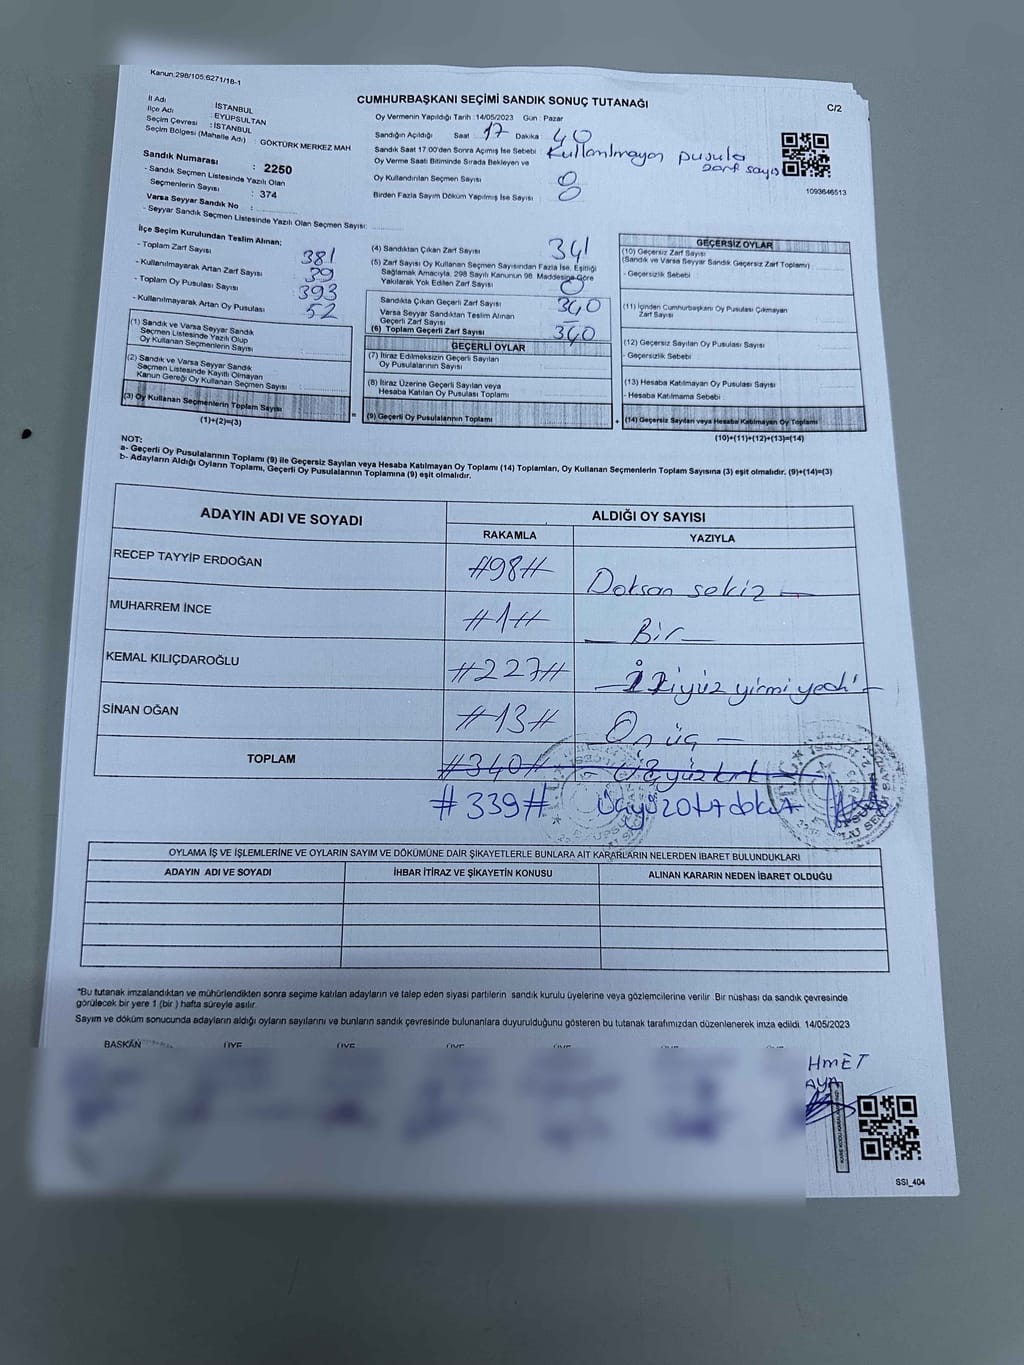 Kanun.298/105.6271/18-1
CUMHURBAŞKANI SEÇİMİ SANDIK SONUÇ TUTANAĞI
C/2
İl Adı : İSTANBUL
İlçe Adı : EYÜPSULTAN
Seçim Çevresi : İSTANBUL
Seçim Bölgesi (Mahalle Adı) : GÖKTÜRK MERKEZ MAH
Sandık Numarası : 2250
- Sandık Seçmen Listesinde Yazılı Olan
Seçmenlerin Sayısı : 374
Varsa Seyyar Sandık No :
- Seyyar Sandık Seçmen Listesinde Yazılı Olan Seçmen Sayısı:
Oy Vermenin Yapıldığı Tarih :14/05/2023 Gün : Pazar
Sandığın Açıldığı Saat : 17 Dakika : 40
Sandık Saat 17.00'den Sonra Açımış İse Sebebi : Kullanılmayan pusula
zarf sayıs
Oy Verme Saati Bitiminde Sırada Bekleyen ve
Oy Kullandırılan Seçmen Sayısı 0
Birden Fazla Sayım Döküm Yapılmış İse Sayısı : 0
1093646513
İlçe Seçim Kurulundan Teslim Alınan;
- Toplam Zarf Sayısı : 381
- Kullanılmayarak Artan Zarf Sayısı : 39
- Toplam Oy Pusulası Sayısı : 393
- Kullanılmayarak Artan Oy Pusulası : 52
(1) Sandık ve Varsa Seyyar Sandık
Seçmen Listesinde Yazılı Olup
Oy Kullanan Seçmenlerin Sayısı :
(2) Sandık ve Varsa Seyyar Sandık
Seçmen Listesinde Kayıtlı Olmayan
Kanun Gereği Oy Kullanan Seçmen Sayısı :
(3) Oy Kullanan Seçmenlerin Toplam Sayısı
(1)+(2)=(3)
(4) Sandıktan Çıkan Zarf Sayısı 341
(5) Zarf Sayısı Oy Kullanan Seçmen Sayısından Fazla İse, Eşitliği
Sağlamak Amacıyla, 298 Sayılı Kanunun 98. Maddesine Göre
Yakılarak Yok Edilen Zarf Sayısı : 0
Sandıkta Çıkan Geçerli Zarf Sayısı : 340
Varsa Seyyar Sandıktan Teslim Alınan
Geçerli Zarf Sayısı : -
(6) Toplam Geçerli Zarf Sayısı : 340
GEÇERLİ OYLAR
(7) İtiraz Edilmeksizin Geçerli Sayılan
Oy Pusulalarının Sayısı :
(8) İtiraz Üzerine Geçerli Sayılan veya
Hesaba Katılan Oy Pusulası Toplamı :
(9) Geçerli Oy Pusulalarının Toplamı
GEÇERSİZ OYLAR
(10) Geçersiz Zarf Sayısı
(Sandık ve Varsa Seyyar Sandık Geçersiz Zarf Toplamı) :
- Geçersizlik Sebebi :
(11) İçinden Cumhurbaşkanı Oy Pusulası Çıkmayan
Zarf Sayısı :
(12) Geçersiz Sayılan Oy Pusulası Sayısı :
- Geçersizlik Sebebi :
(13) Hesaba Katılmayan Oy Pusulası Sayısı :
- Hesaba Katılmama Sebebi :
(14) Geçersiz Sayılan veya Hesaba Katılmayan Oy Toplamı
(10)+(11)+(12)+(13)=(14)
NOT:
a- Geçerli Oy Pusulalarının Toplamı (9) ile Geçersiz Sayılan veya Hesaba Katılmayan Oy Toplamı (14) Toplamları, Oy Kullanan Seçmenlerin Toplam Sayısına (3) eşit olmalıdır. (9)+(14)=(3)
b- Adayların Aldığı Oyların Toplamı, Geçerli Oy Pusulalarının Toplamına (9) eşit olmalıdır.
ADAYIN ADI VE SOYADI
ALDIĞI OY SAYISI
RAKAMLA YAZIYLA
RECEP TAYYİP ERDOĞAN #98# Doksan sekiz
MUHARREM İNCE #1# Bir
KEMAL KILIÇDAROĞLU #227# İkiyüz yirmi yedi
SİNAN OĞAN #13# On üç
TOPLAM #340# Üçyüz kırk
#339# Üçyüz otuz dokuz
OYLAMA İŞ VE İŞLEMLERİNE VE OYLARIN SAYIM VE DÖKÜMÜNE DAİR ŞİKAYETLERLE BUNLARA AİT KARARLARIN NELERDEN İBARET BULUNDUKLARI
ADAYIN ADI VE SOYADI İHBAR İTİRAZ VE ŞİKAYETİN KONUSU ALINAN KARARIN NEDEN İBARET OLDUĞU
*Bu tutanak imzalandıktan ve mühürlendikten sonra seçime katılan adayların ve talep eden siyasi partilerin sandık kurulu üyelerine veya gözlemcilerine verilir. Bir nüshası da sandık çevresinde
görülecek bir yere 1 (bir ) hafta süreyle asılır.
Sayım ve döküm sonucunda adayların aldığı oyların sayılarını ve bunların sandık çevresinde bulunanlara duyurulduğunu gösteren bu tutanak tarafımızdan düzenlenerek imza edildi. 14/05/2023
BAŞKAN ÜYE ÜYE ÜYE ÜYE ÜYE ÜYE
HMET
AYA
SSI_404